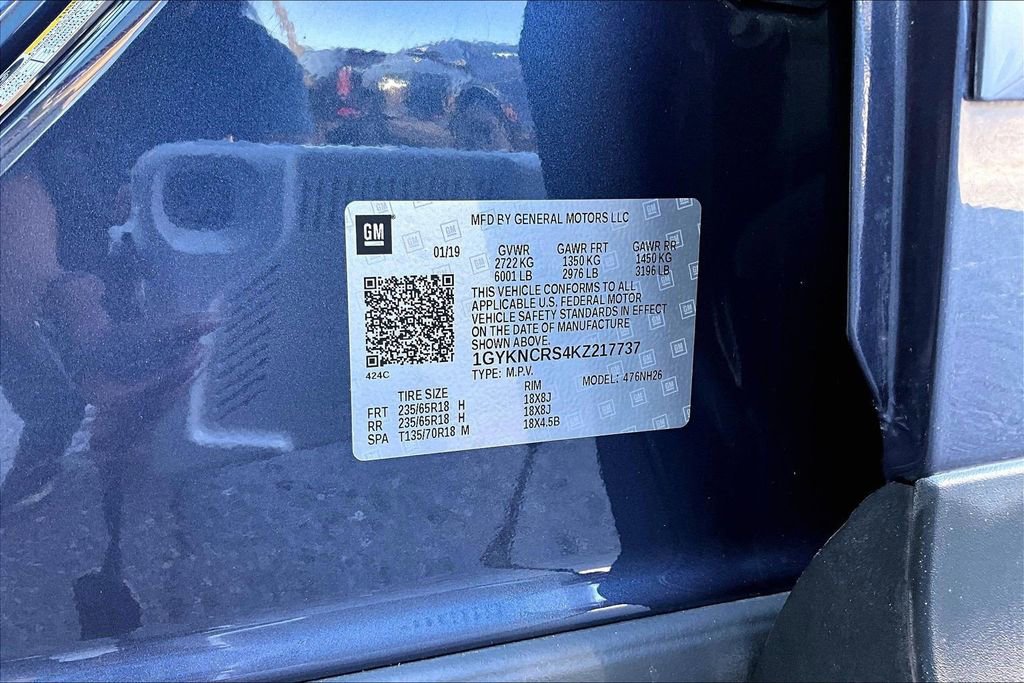 GM
MFD BY GENERAL MOTORS LLC
01/19 GVWR GAWR FRT GAWR RR
2722 KG 1350 KG 1450 KG
6001 LB 2976 LB 3196 LB
THIS VEHICLE CONFORMS TO ALL
APPLICABLE U.S. FEDERAL MOTOR
VEHICLE SAFETY STANDARDS IN EFFECT
ON THE DATE OF MANUFACTURE
SHOWN ABOVE.
1GYKNCRS4KZ217737
424C
TYPE: M.P.V. MODEL: 476NH26
TIRE SIZE RIM
FRT 235/65R18 H 18X8J
RR 235/65R18 H 18X8J
SPA T135/70R18 M 18X4.5B